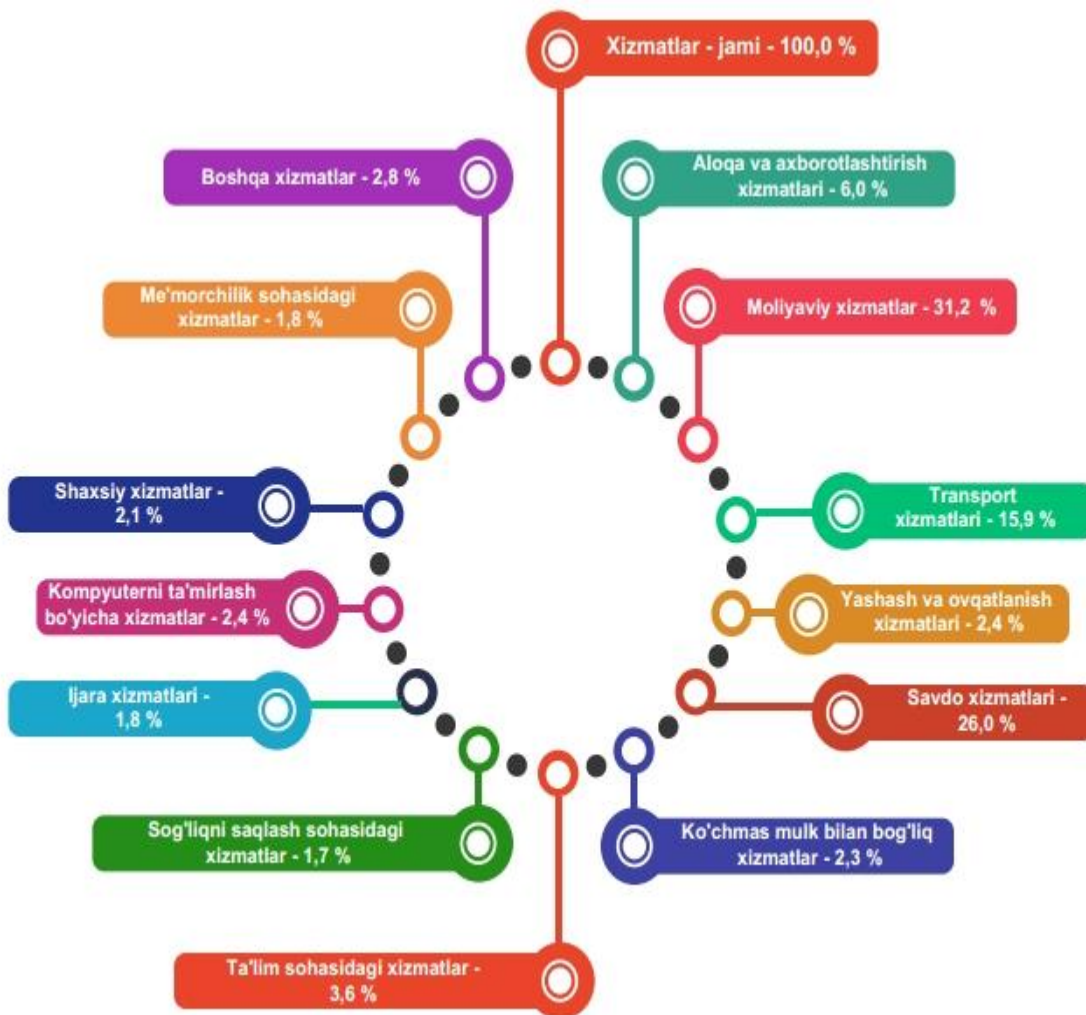 Xizmatlar - jami - 100,0 %
Aloqa va axborotlashtirish
xizmatlari - 6,0 %
Moliyaviy xizmatlar - 31,2 %
Transport
xizmatlari - 15,9 %
Yashash va ovqatlanish
xizmatlari - 2,4 %
Savdo xizmatlari -
26,0 %
Ko'chmas mulk bilan bog'liq
xizmatlar - 2,3 %
Ta'lim sohasidagi xizmatlar -
3,6 %
Sog'liqni saqlash sohasidagi
xizmatlar - 1,7 %
Ijara xizmatlari -
1,8 %
Kompyuterni ta'mirlash
bo'yicha xizmatlar - 2,4 %
Shaxsiy xizmatlar -
2,1 %
Me'morchilik sohasidagi
xizmatlar - 1,8 %
Boshqa xizmatlar - 2,8 %